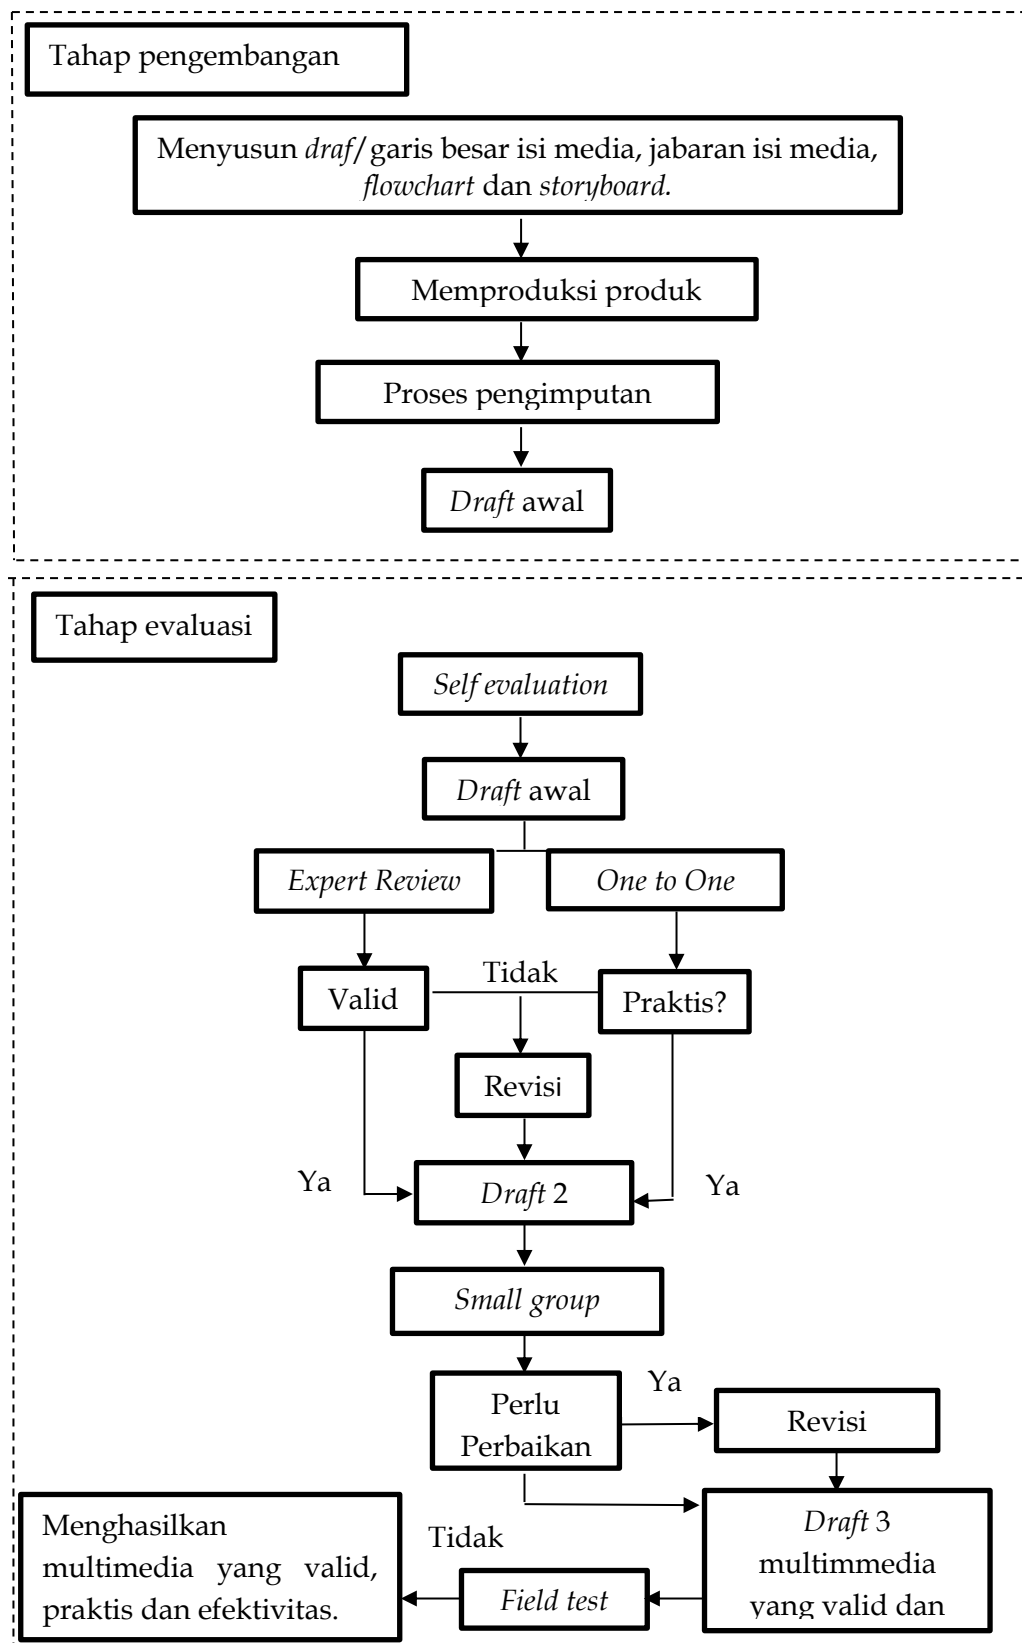 Tahap pengembangan
Menyusun draf/garis besar isi media, jabaran isi media,
flowchart dan storyboard.
Memproduksi produk
Proses pengimputan
Draft awal
Tahap evaluasi
Self evaluation
Draft awal
Expert Review
One to One
Tidak
Valid
Praktis?
Revisi
Ya
Draft 2
Ya
Small group
Ya
Perlu
Perbaikan
Revisi
Draft 3
multimmedia
yang valid dan
Tidak
Field test
Menghasilkan
multimedia yang valid,
praktis dan efektivitas.